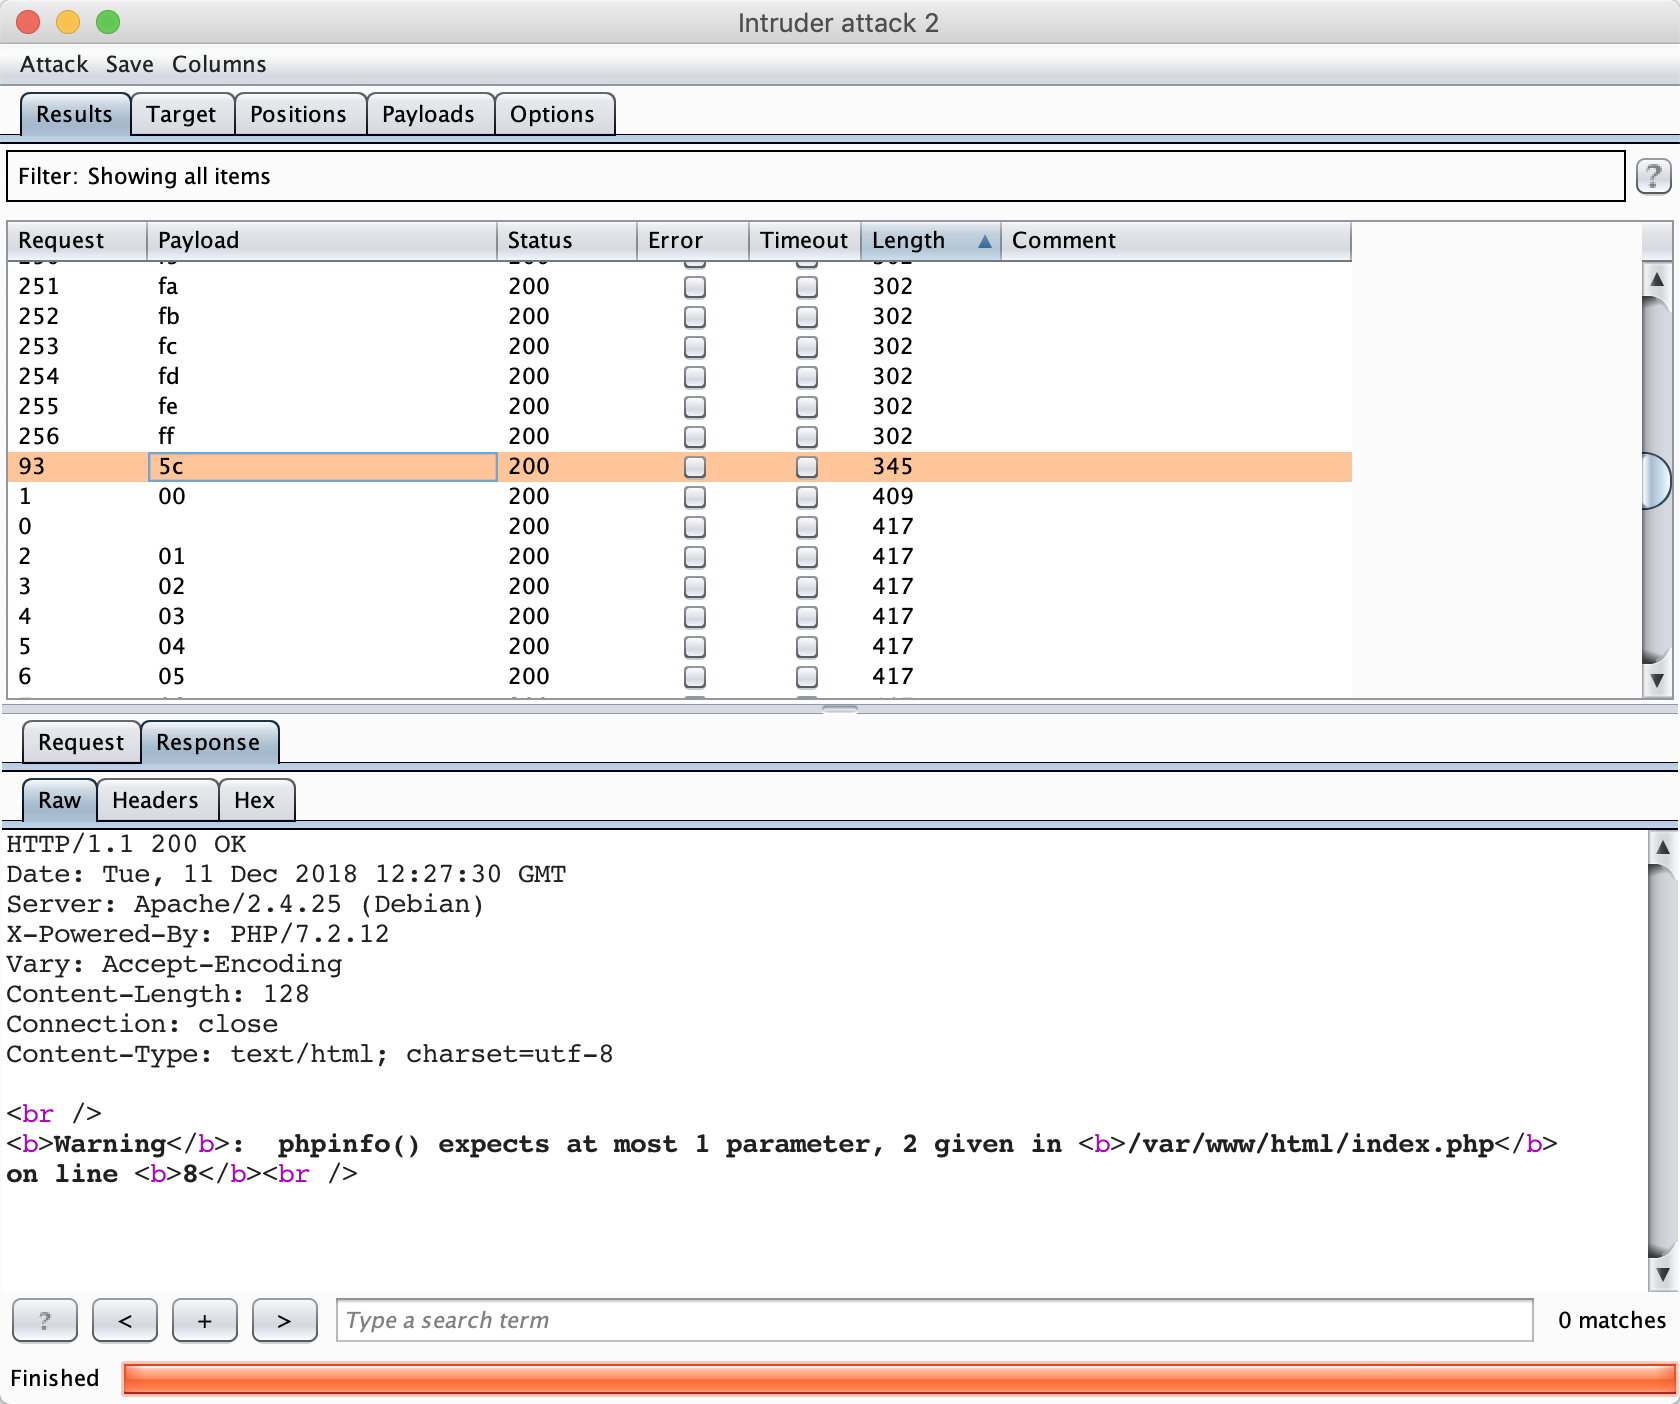 Intruder attack 2
Attack Save Columns
Results Target Positions Payloads Options
Filter: Showing all items
?
Request Payload Status Error Timeout Length Comment
251 fa 200 302
252 fb 200 302
253 fc 200 302
254 fd 200 302
255 fe 200 302
256 ff 200 302
93 5c 200 345
1 00 200 409
0 200 417
2 01 200 417
3 02 200 417
4 03 200 417
5 04 200 417
6 05 200 417
Request Response
Raw Headers Hex
HTTP/1.1 200 OK
Date: Tue, 11 Dec 2018 12:27:30 GMT
Server: Apache/2.4.25 (Debian)
X-Powered-By: PHP/7.2.12
Vary: Accept-Encoding
Content-Length: 128
Connection: close
Content-Type: text/html; charset=utf-8
<br />
<b>Warning</b>:  phpinfo() expects at most 1 parameter, 2 given in <b>/var/www/html/index.php</b>
on line <b>8</b><br />
? < + > Type a search term 0 matches
Finished